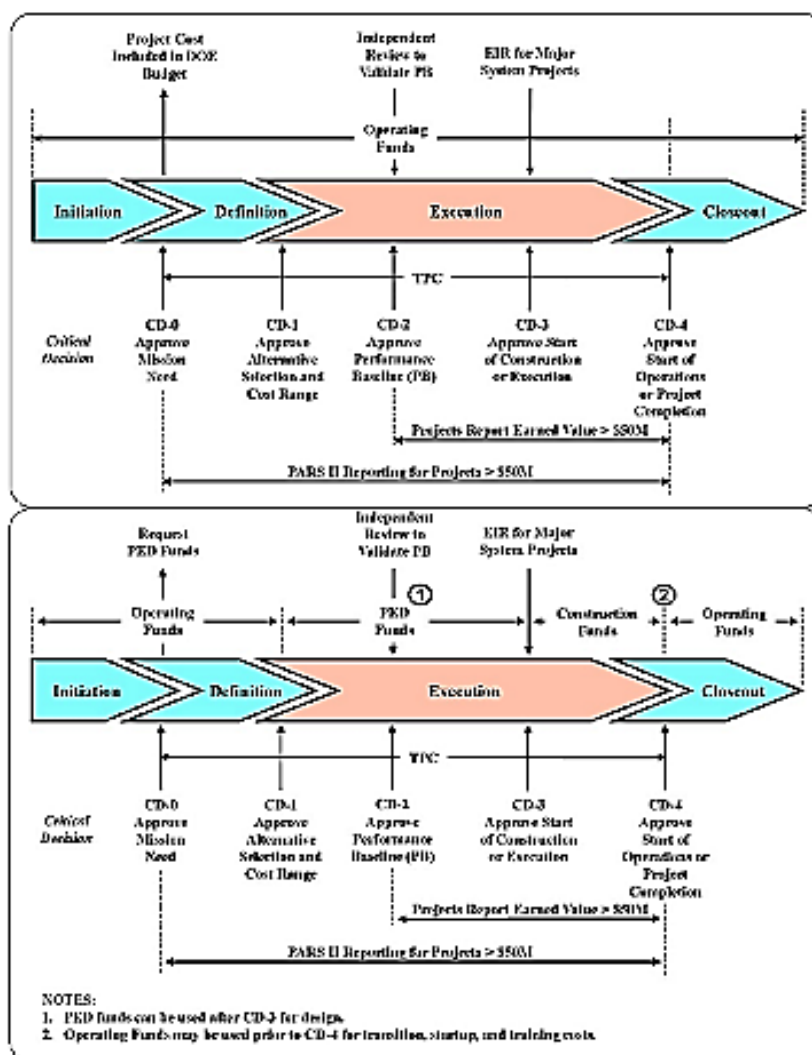 Project Cost
Included in DOE
Budget
Independent
Review to
Validate PB
EIR for Major
System Projects
Operating
Funds
Initiation
Definition
Execution
Closeout
TPC
Critical
Decision
CD-0
Approve
Mission
Need
CD-1
Approve
Alternative
Selection and
Cost Range
CD-2
Approve
Performance
Baseline (PB)
CD-3
Approve Start
of Construction
or Execution
CD-4
Approve
Start of
Operations
or Project
Completion
Projects Report Earned Value > $50M
PARS II Reporting for Projects > $50M
Request
PED Funds
Independent
Review to
Validate PB
EIR for Major
System Projects
Operating
Funds
1
PED
Funds
Construction
Funds
2
Operating
Funds
Initiation
Definition
Execution
Closeout
TPC
Critical
Decision
CD-0
Approve
Mission
Need
CD-1
Approve
Alternative
Selection and
Cost Range
CD-2
Approve
Performance
Baseline (PB)
CD-3
Approve Start
of Construction
or Execution
CD-4
Approve
Start of
Operations or
Project
Completion
Projects Report Earned Value > $50M
PARS II Reporting for Projects > $50M
NOTES:
1. PED funds can be used after CD-3 for design.
2. Operating Funds may be used prior to CD-4 for transition, startup, and training costs.